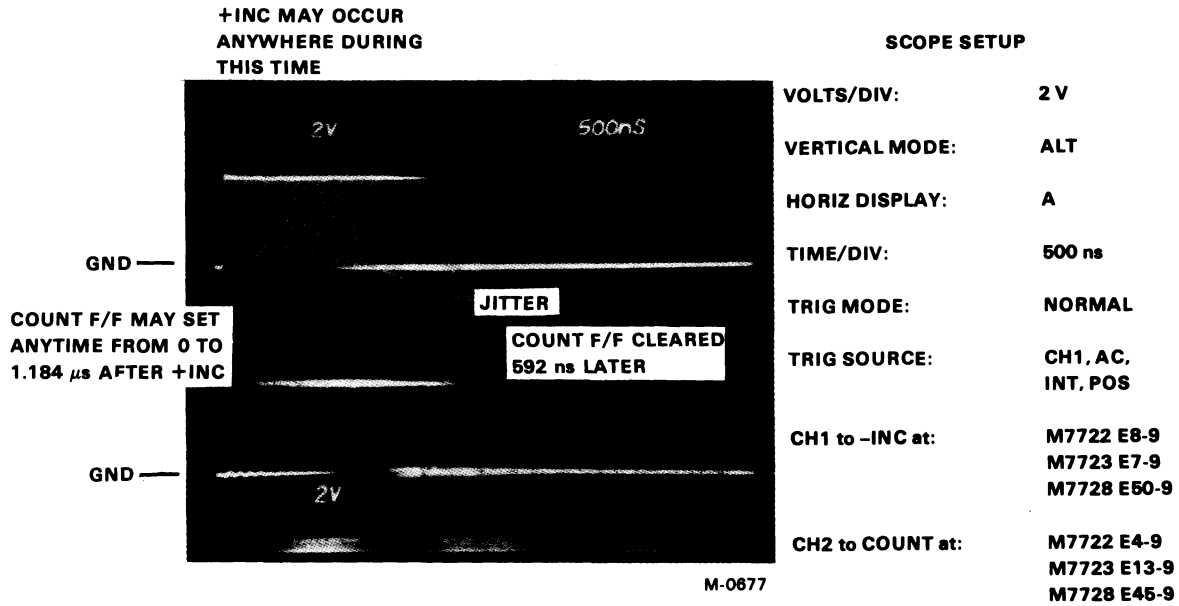 +INC MAY OCCUR
ANYWHERE DURING
THIS TIME
SCOPE SETUP
2V
500nS
GND
JITTER
COUNT F/F CLEARED
592 ns LATER
COUNT F/F MAY SET
ANYTIME FROM 0 TO
1.184 μs AFTER +INC
GND
2V
VOLTS/DIV: 2 V
VERTICAL MODE: ALT
HORIZ DISPLAY: A
TIME/DIV: 500 ns
TRIG MODE: NORMAL
TRIG SOURCE: CH1, AC,
INT, POS
CH1 to –INC at: M7722 E8-9
M7723 E7-9
M7728 E50-9
CH2 to COUNT at: M7722 E4-9
M7723 E13-9
M7728 E45-9
M-0677